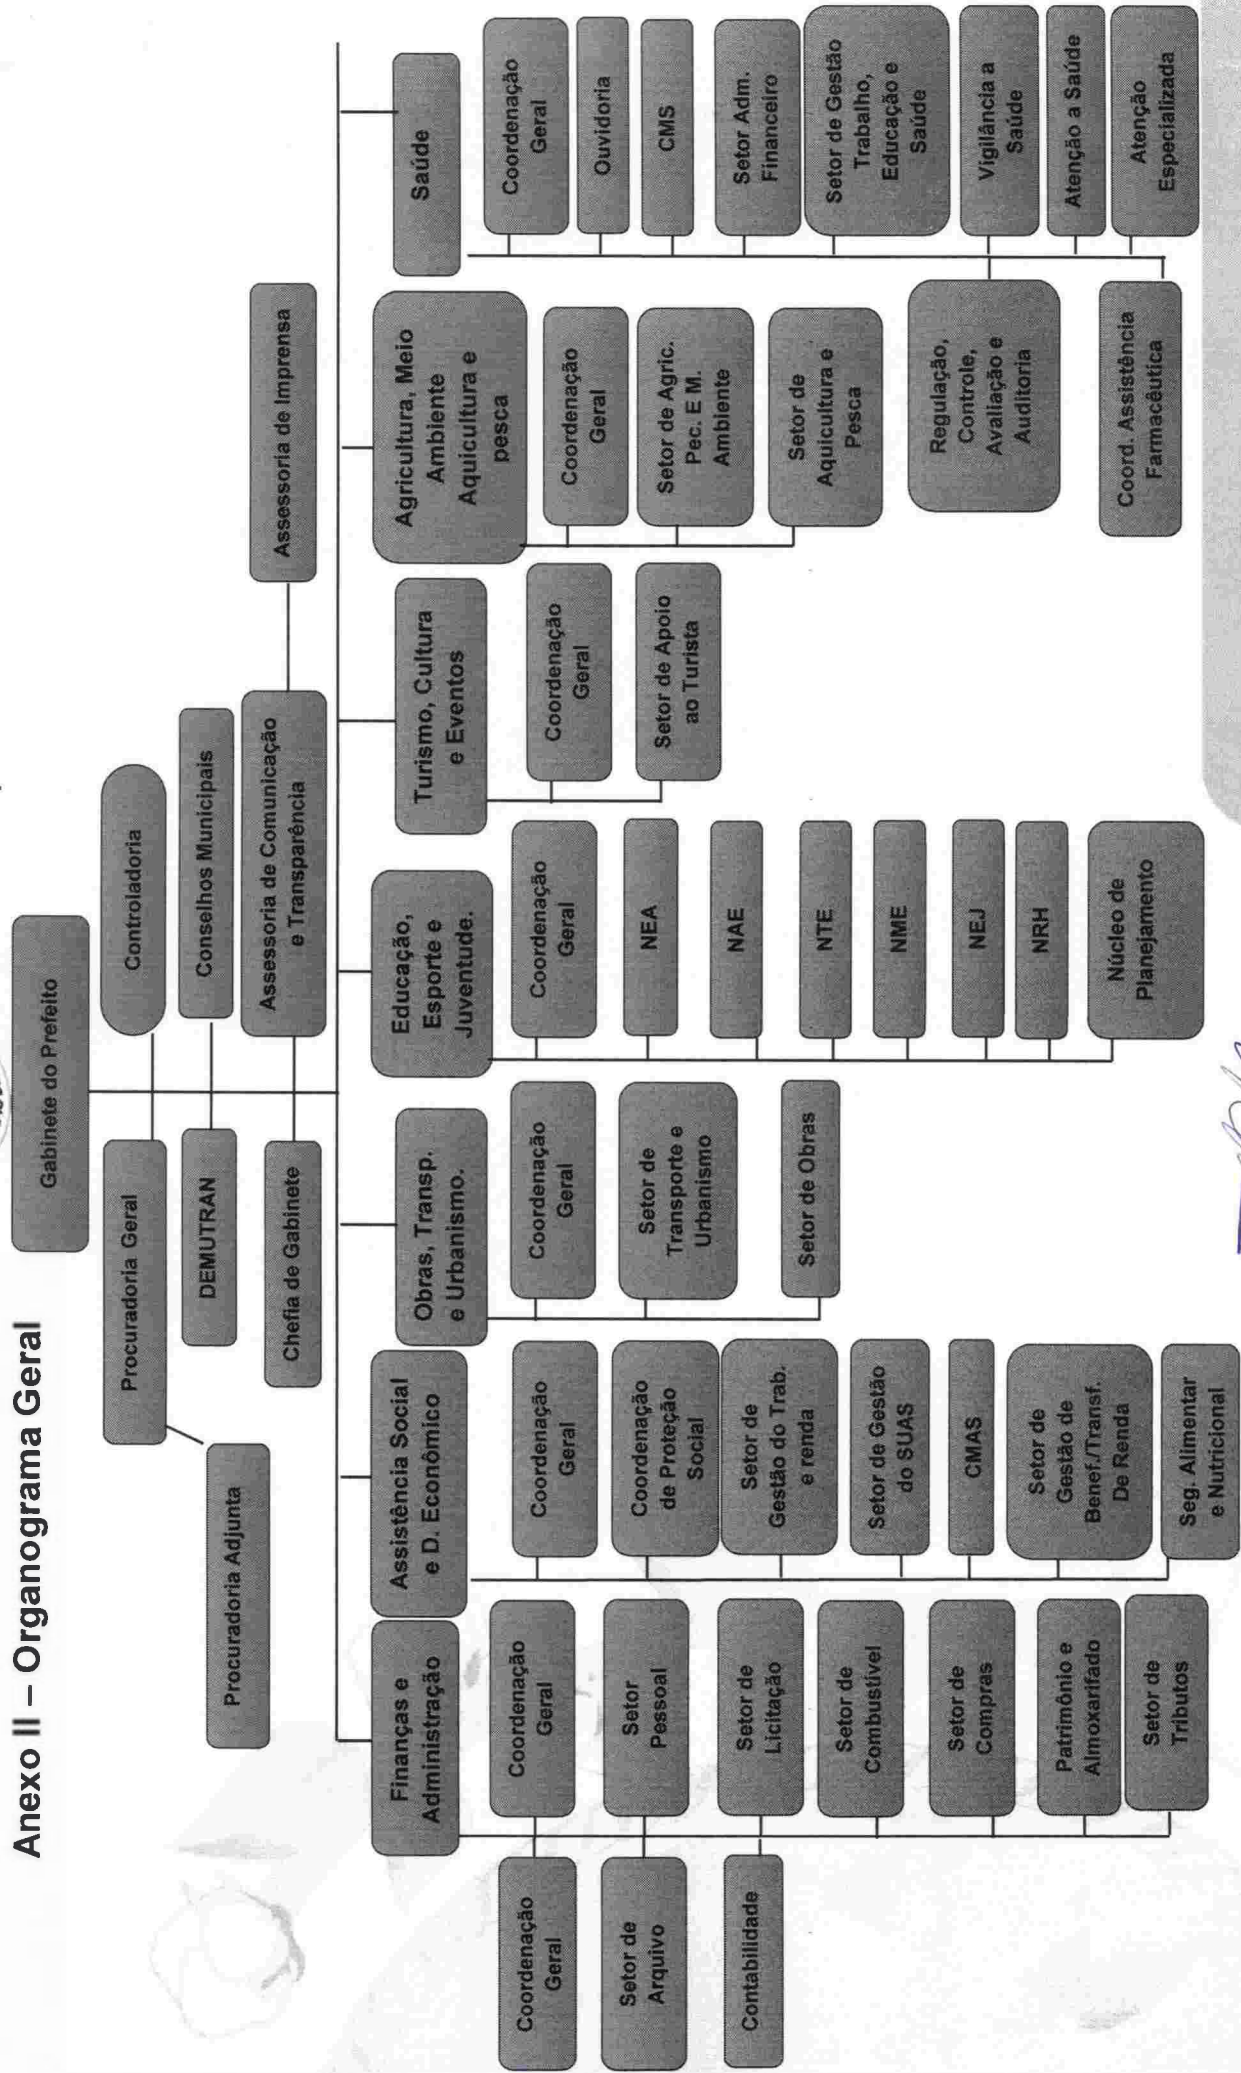 Anexo II – Organograma Geral
Gabinete do Prefeito
Procuradoria Geral
Controladoria
Procuradoria Adjunta
DEMUTRAN
Conselhos Municipais
Chefia de Gabinete
Assessoria de Comunicação
e Transparência
Assessoria de Imprensa
Finanças e
Administração
Coordenação
Geral
Setor de
Arquivo
Contabilidade
Coordenação
Geral
Setor
Pessoal
Setor de
Licitação
Setor de
Combustível
Setor de
Compras
Patrimônio e
Almoxarifado
Setor de
Tributos
Assistência Social
e D. Econômico
Coordenação
Geral
Coordenação
de Proteção
Social
Setor de
Gestão do Trab.
e renda
Setor de Gestão
do SUAS
CMAS
Setor de
Gestão de
Benef./Transf.
De Renda
Seg. Alimentar
e Nutricional
Obras, Transp.
e Urbanismo.
Coordenação
Geral
Setor de
Transporte e
Urbanismo
Setor de Obras
Educação,
Esporte e
Juventude.
Coordenação
Geral
NEA
NAE
NTE
NME
NEJ
NRH
Núcleo de
Planejamento
Turismo, Cultura
e Eventos
Coordenação
Geral
Setor de Apoio
ao Turista
Agricultura, Meio
Ambiente
Aquicultura e
pesca
Coordenação
Geral
Setor de Agric.
Pec. E M.
Ambiente
Setor de
Aquicultura e
Pesca
Saúde
Coordenação
Geral
Ouvidoria
CMS
Setor Adm.
Financeiro
Setor de Gestão
Trabalho,
Educação e
Saúde
Vigilância a
Saúde
Atenção a Saúde
Atenção
Especializada
Regulação,
Controle,
Avaliação e
Auditoria
Coord. Assistência
Farmacêutica